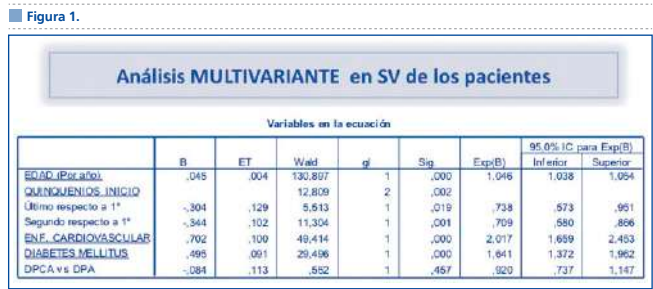 Figura 1.
Análisis MULTIVARIANTE en SV de los pacientes
Variables en la ecuación
95,0% IC para Exp(B)
B ET Wald gl Sig. Exp(B) Inferior Superior
EDAD (Por año) ,045 ,004 130,897 1 ,000 1,046 1,038 1,054
QUINQUENIOS INICIO 12,809 2 ,002
Último respecto a 1º -,304 ,129 5,513 1 ,019 ,738 ,573 ,951
Segundo respecto a 1º -,344 ,102 11,304 1 ,001 ,709 ,580 ,866
ENF. CARDIOVASCULAR ,702 ,100 49,414 1 ,000 2,017 1,659 2,453
DIABETES MELLITUS ,495 ,091 29,496 1 ,000 1,641 1,372 1,962
DPCA vs DPA -,084 ,113 ,552 1 ,457 ,920 ,737 1,147